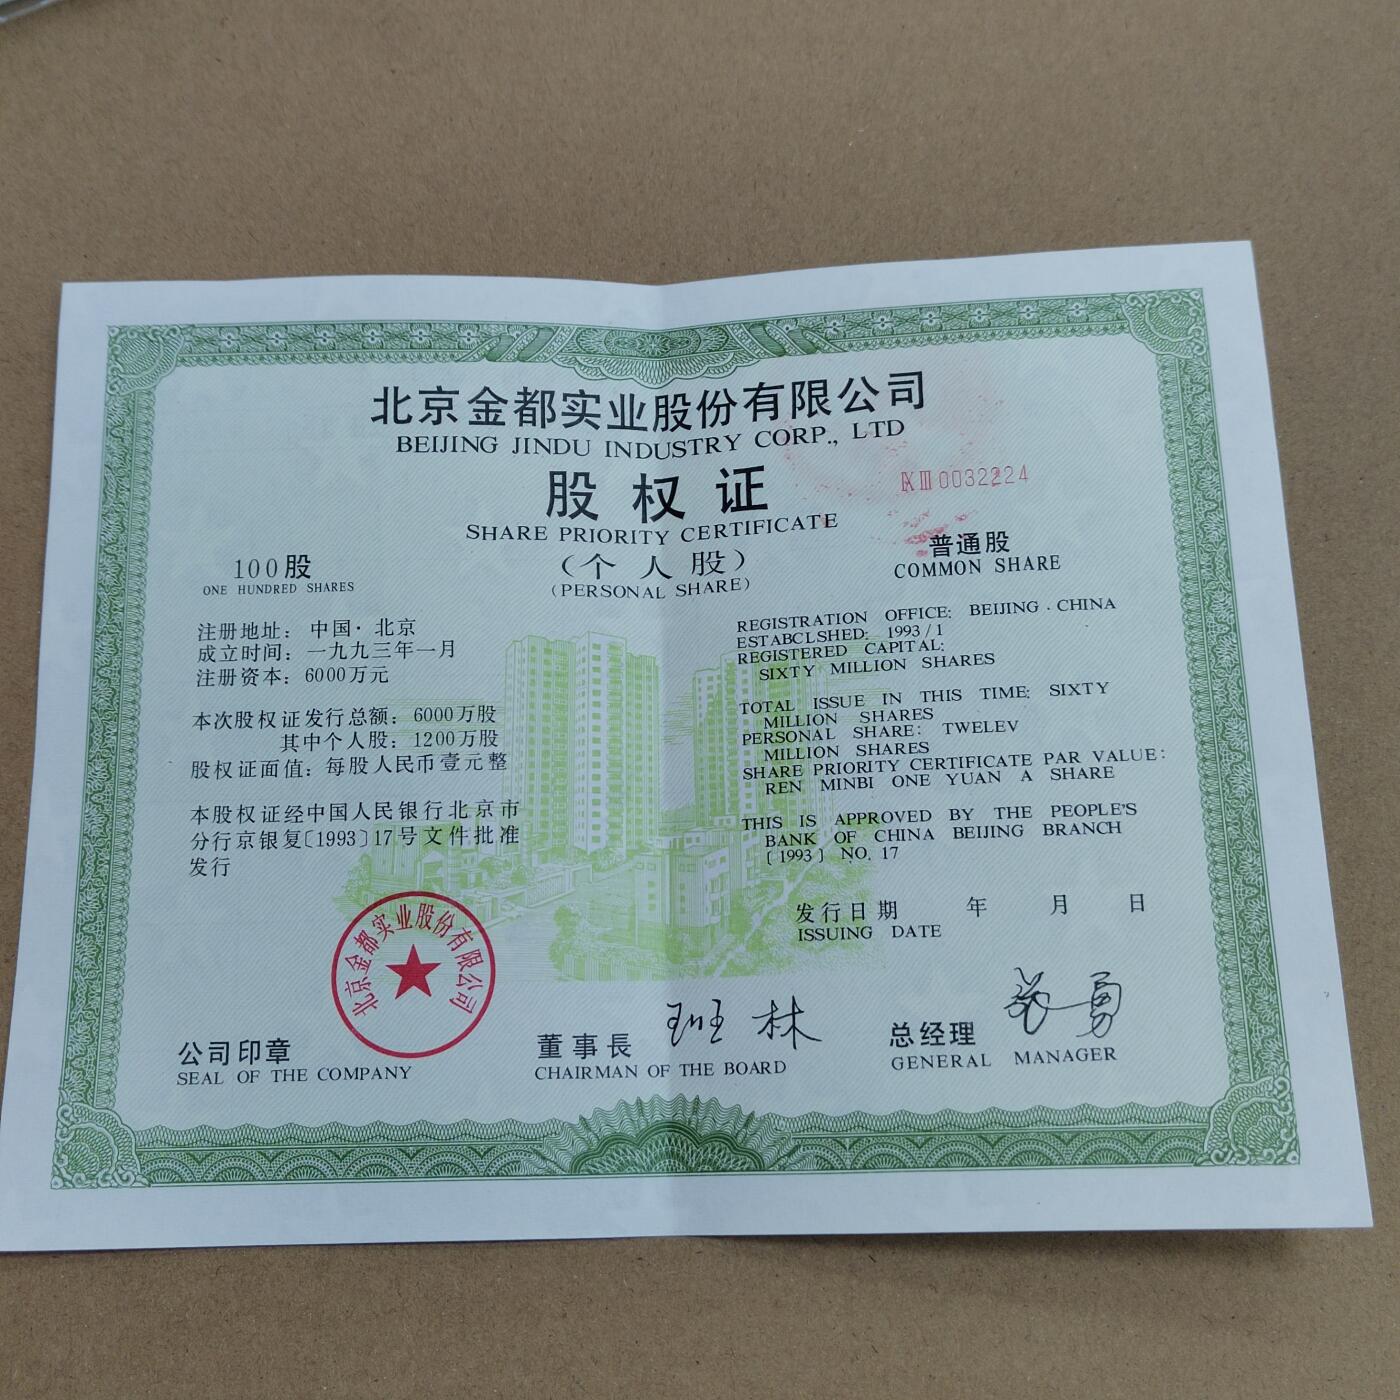 北京金都实业股份有限公司
BEIJING JINDU INDUSTRY CORP., LTD
股权证
SHARE PRIORITY CERTIFICATE
0032224
100股
ONE HUNDRED SHARES
（个人股）
(PERSONAL SHARE)
普通股
COMMON SHARE
注册地址：中国·北京
成立时间：一九九三年一月
注册资本：6000万元
本次股权证发行总额：6000万股
其中个人股：1200万股
股权证面值：每股人民币壹元整
本股权证经中国人民银行北京市
分行京银复〔1993〕17号文件批准
发行
REGISTRATION OFFICE: BEIJING·CHINA
ESTABCLSHED: 1993/1
REGISTERED CAPITAL:
SIXTY MILLION SHARES
TOTAL ISSUE IN THIS TIME: SIXTY
MILLION SHARES
PERSONAL SHARE: TWELEV
MILLION SHARES
SHARE PRIORITY CERTIFICATE PAR VALUE:
REN MINBI ONE YUAN A SHARE
THIS IS APPROVED BY THE PEOPLE'S
BANK OF CHINA BEIJING BRANCH
〔1993〕 NO. 17
发行日期 年 月 日
ISSUING DATE
北京金都实业股份有限公司
公司印章
SEAL OF THE COMPANY
董事長 班林
CHAIRMAN OF THE BOARD
总经理
GENERAL MANAGER